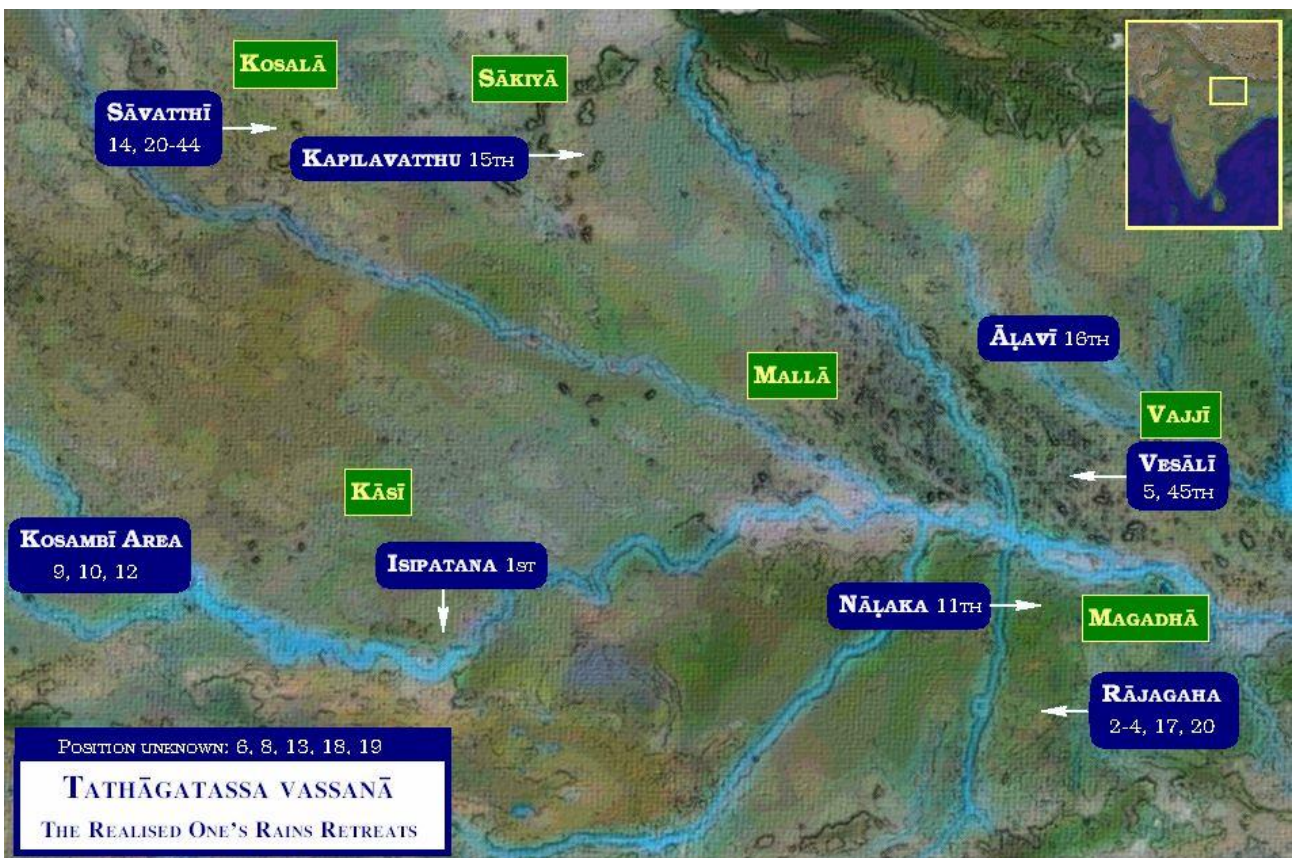 KOSALĀ
SĀKIYĀ
SĀVATTHĪ
14, 20-44
KAPILAVATTHU 15TH
ĀḶAVĪ 16TH
MALLĀ
VAJJĪ
VESĀLĪ
5, 45TH
KĀSĪ
KOSAMBĪ AREA
9, 10, 12
ISIPATANA 1ST
NĀḶAKA 11TH
MAGADHĀ
RĀJAGAHA
2-4, 17, 20
POSITION UNKNOWN: 6, 8, 13, 18, 19
TATHĀGATASSA VASSANĀ
THE REALISED ONE'S RAINS RETREATS